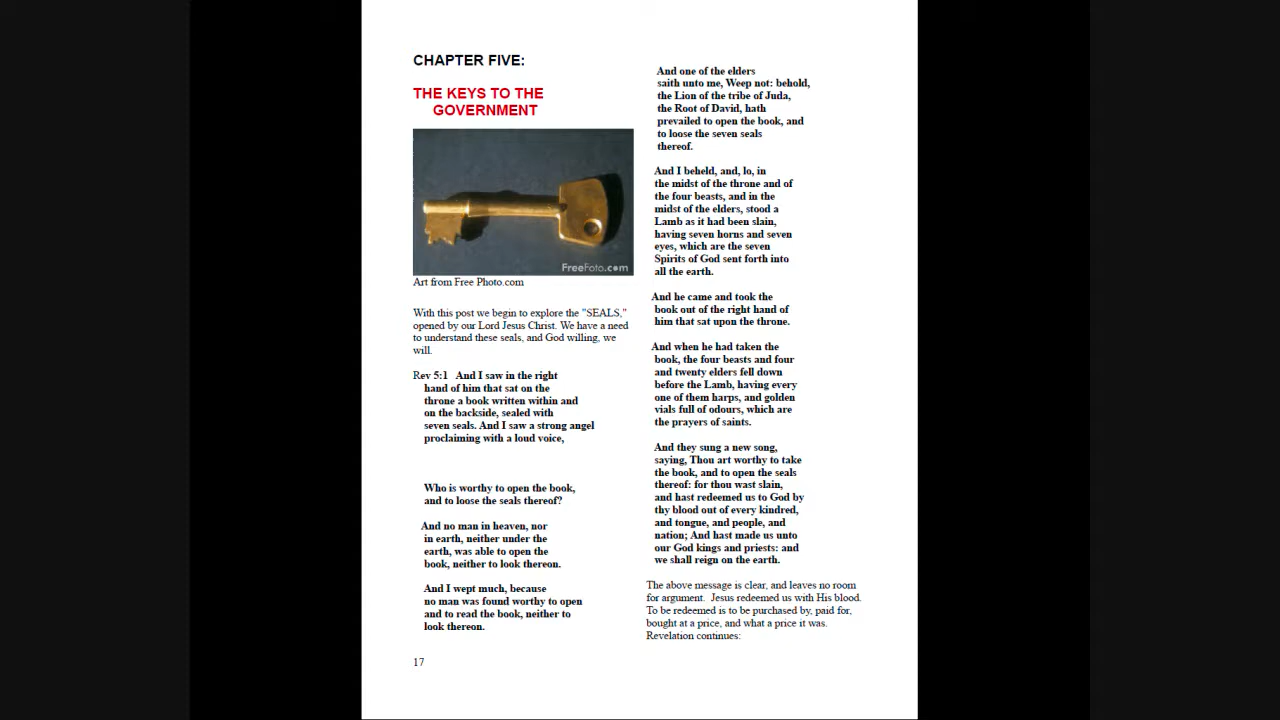 CHAPTER FIVE:
THE KEYS TO THE
GOVERNMENT
FreeFoto.com
Art from Free Photo.com
With this post we begin to explore the "SEALS,"
opened by our Lord Jesus Christ. We have a need
to understand these seals, and God willing, we
will.
Rev 5:1 And I saw in the right
hand of him that sat on the
throne a book written within and
on the backside, sealed with
seven seals. And I saw a strong angel
proclaiming with a loud voice,
Who is worthy to open the book,
and to loose the seals thereof?
And no man in heaven, nor
in earth, neither under the
earth, was able to open the
book, neither to look thereon.
And I wept much, because
no man was found worthy to open
and to read the book, neither to
look thereon.
17
And one of the elders
saith unto me, Weep not: behold,
the Lion of the tribe of Juda,
the Root of David, hath
prevailed to open the book, and
to loose the seven seals
thereof.
And I beheld, and, lo, in
the midst of the throne and of
the four beasts, and in the
midst of the elders, stood a
Lamb as it had been slain,
having seven horns and seven
eyes, which are the seven
Spirits of God sent forth into
all the earth.
And he came and took the
book out of the right hand of
him that sat upon the throne.
And when he had taken the
book, the four beasts and four
and twenty elders fell down
before the Lamb, having every
one of them harps, and golden
vials full of odours, which are
the prayers of saints.
And they sung a new song,
saying, Thou art worthy to take
the book, and to open the seals
thereof: for thou wast slain,
and hast redeemed us to God by
thy blood out of every kindred,
and tongue, and people, and
nation; And hast made us unto
our God kings and priests: and
we shall reign on the earth.
The above message is clear, and leaves no room
for argument. Jesus redeemed us with His blood.
To be redeemed is to be purchased by, paid for,
bought at a price, and what a price it was.
Revelation continues: